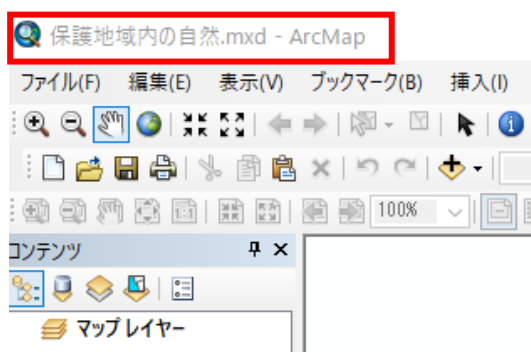 保護地域内の自然.mxd - ArcMap
ファイル(F) 編集(E) 表示(V) ブックマーク(B) 挿入(I)
1:1 100%
コンテンツ
マップ レイヤー